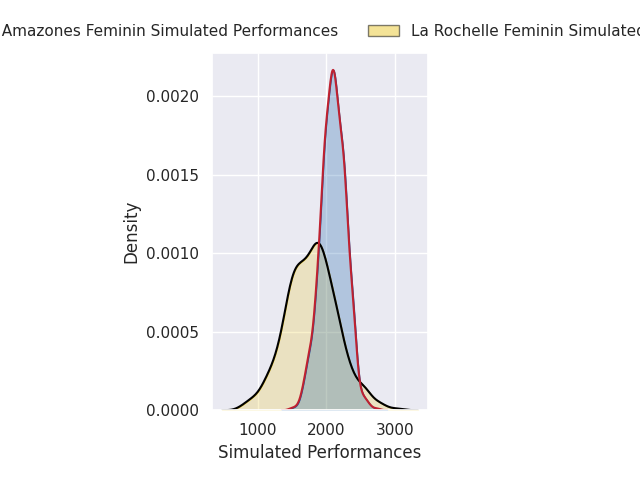 Amazones Feminin Simulated Performances
La Rochelle Feminin Simulated
0.0020
0.0015
0.0010
0.0005
0.0000
Density
1000 2000 3000
Simulated Performances